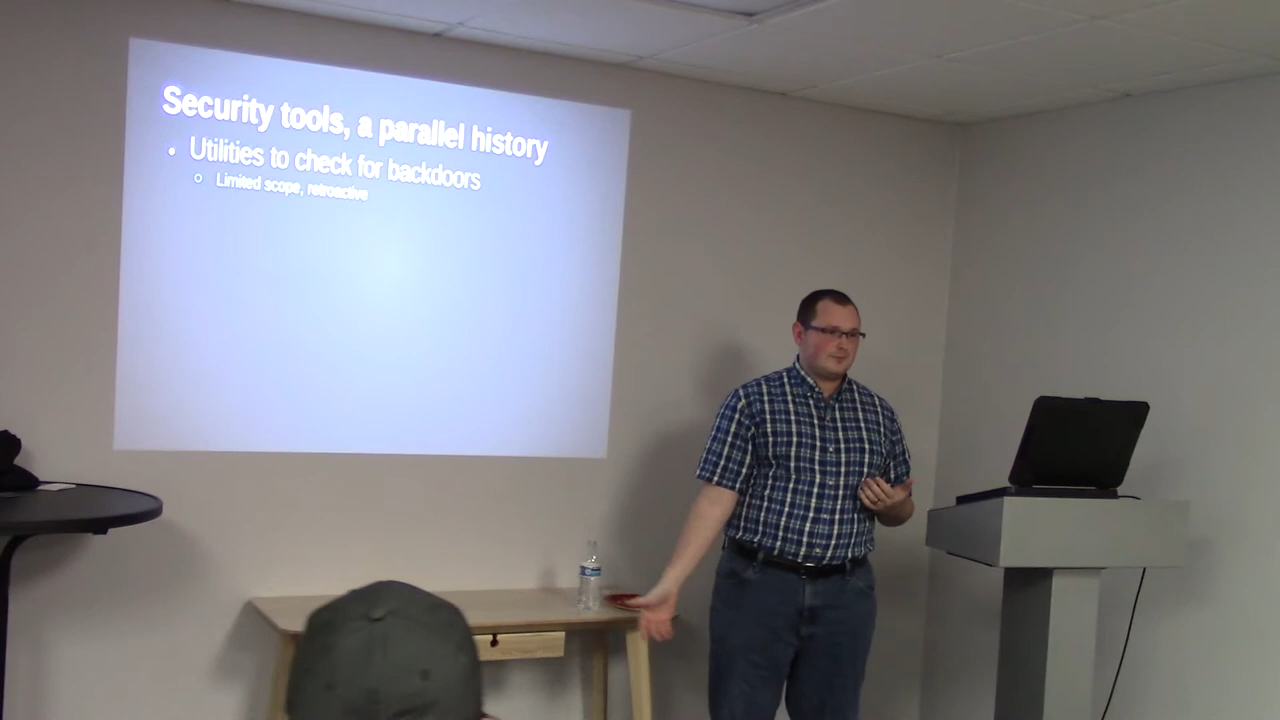 Security tools, a parallel history
• Utilities to check for backdoors
○ Limited scope, retroactive